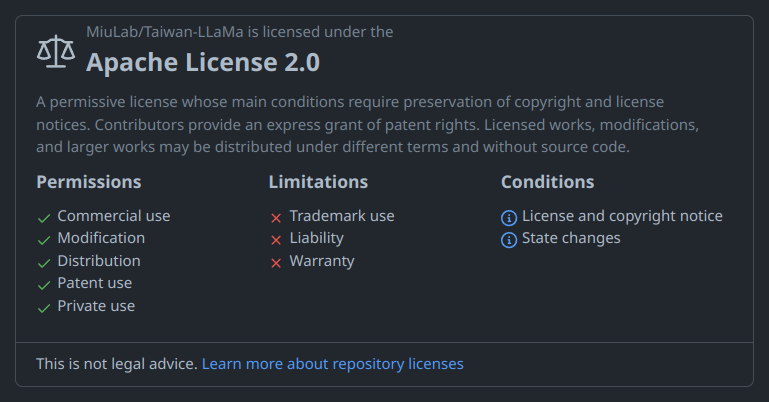 MiuLab/Taiwan-LLaMa is licensed under the
Apache License 2.0
A permissive license whose main conditions require preservation of copyright and license
notices. Contributors provide an express grant of patent rights. Licensed works, modifications,
and larger works may be distributed under different terms and without source code.
Permissions
Commercial use
Modification
Distribution
Patent use
Private use
Limitations
Trademark use
Liability
Warranty
Conditions
License and copyright notice
State changes
This is not legal advice. Learn more about repository licenses